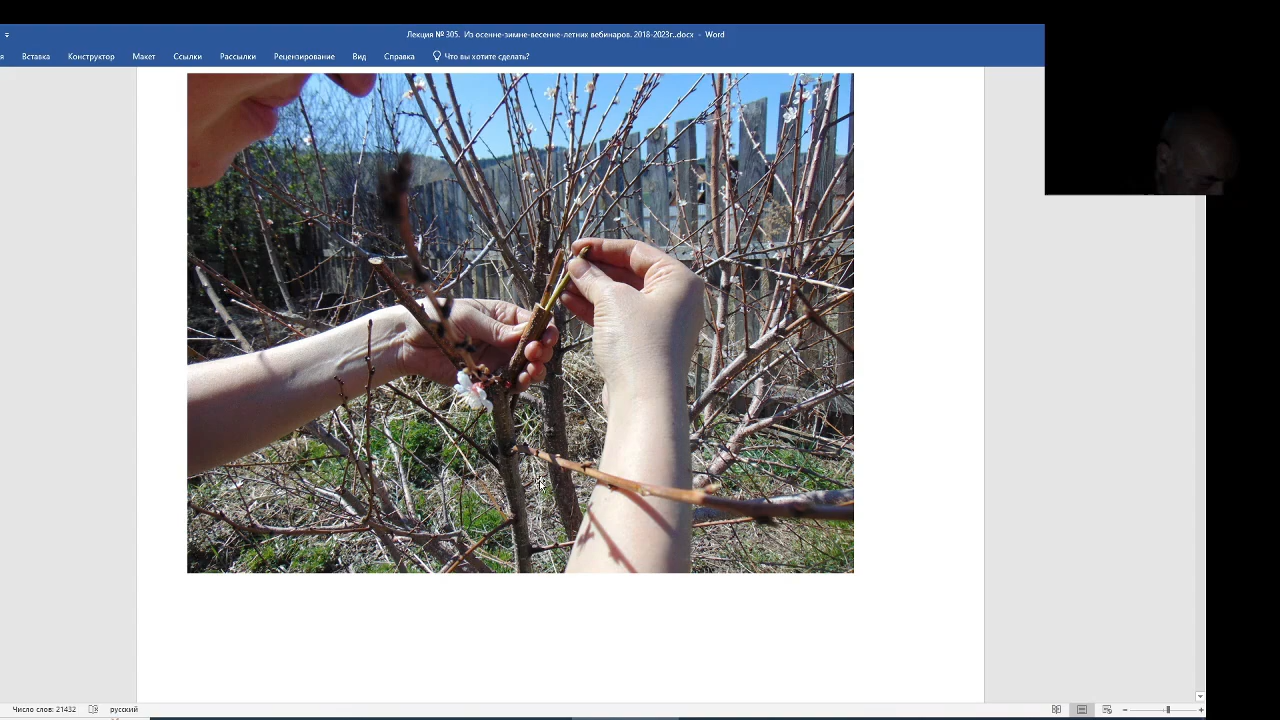 Лекция № 305. Из осенне-зимне-весенне-летних вебинаров. 2018-2023г..docx - Word
я Вставка Конструктор Макет Ссылки Рассылки Рецензирование Вид Справка Что вы хотите сделать?
Число слов: 21432 русский